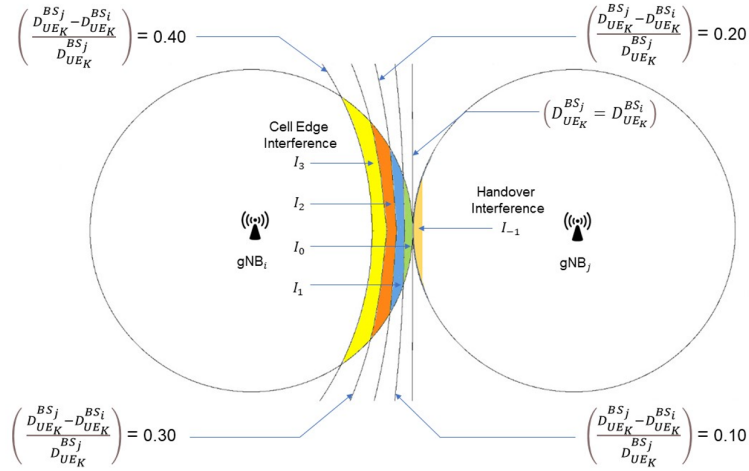 (D_{UE_K}^{BS_j} − D_{UE_K}^{BS_i} / D_{UE_K}^{BS_j}) = 0.40
(D_{UE_K}^{BS_j} − D_{UE_K}^{BS_i} / D_{UE_K}^{BS_j}) = 0.20
(D_{UE_K}^{BS_j} = D_{UE_K}^{BS_i})
Cell Edge
Interference
I_3
I_2
I_0
I_1
gNB_i
Handover
Interference
I_{−1}
gNB_j
(D_{UE_K}^{BS_j} − D_{UE_K}^{BS_i} / D_{UE_K}^{BS_j}) = 0.30
(D_{UE_K}^{BS_j} − D_{UE_K}^{BS_i} / D_{UE_K}^{BS_j}) = 0.10